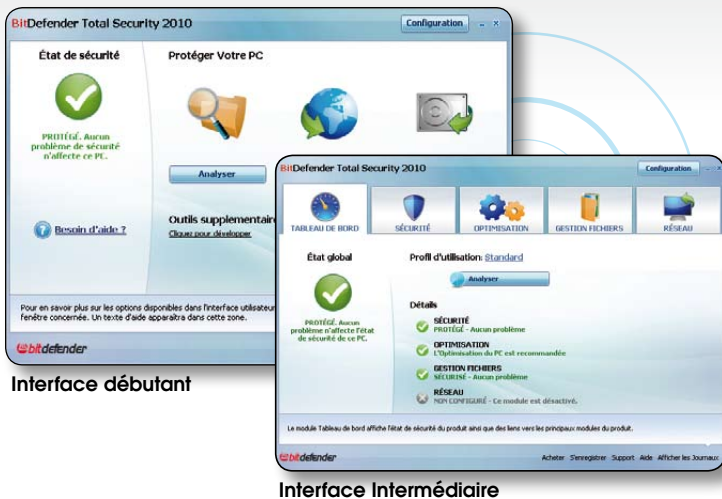 BitDefender Total Security 2010
Configuration
État de sécurité
PROTÉGÉ. Aucun
problème de sécurité
n'affecte ce PC.
Besoin d'aide ?
Protéger Votre PC
Analyser
Outils supplémentaire
Cliquez pour développer
Pour en savoir plus sur les options disponibles dans l'interface utilisateur
fenêtre concernée. Un texte d'aide apparaîtra dans cette zone.
bitdefender
Interface débutant
BitDefender Total Security 2010
Configuration
TABLEAU DE BORD
SÉCURITÉ
OPTIMISATION
GESTION FICHIERS
RÉSEAU
État global
PROTÉGÉ. Aucun
problème n'affecte l'état
de sécurité de ce PC.
Profil d'utilisation: Standard
Analyser
Détails
SÉCURITÉ
PROTÉGÉ - Aucun problème
OPTIMISATION
L'Optimisation du PC est recommandée
GESTION FICHIERS
SÉCURISÉ - Aucun problème
RÉSEAU
NON CONFIGURÉ - Ce module est désactivé.
Le module Tableau de bord affiche l'état de sécurité du produit ainsi que des liens vers les principaux modules du produit.
bitdefender
Acheter S'enregistrer Support Aide Afficher les Journaux
Interface Intermédiaire